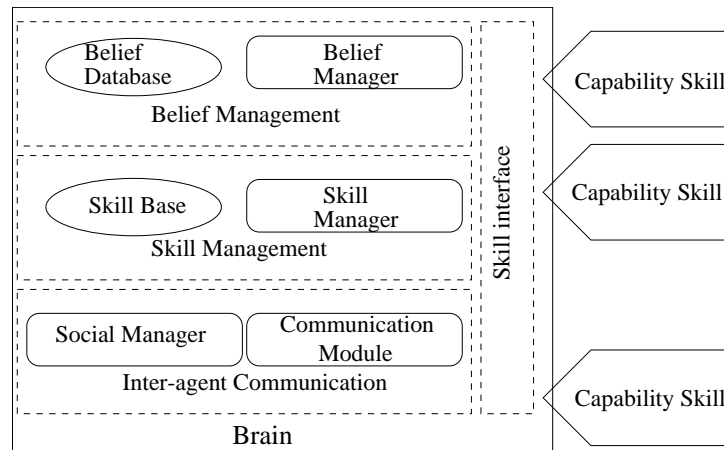 Belief
Database
Belief
Manager
Belief Management
Skill Base
Skill
Manager
Skill Management
Social Manager
Communication
Module
Inter-agent Communication
Skill interface
Brain
Capability Skill
Capability Skill
Capability Skill